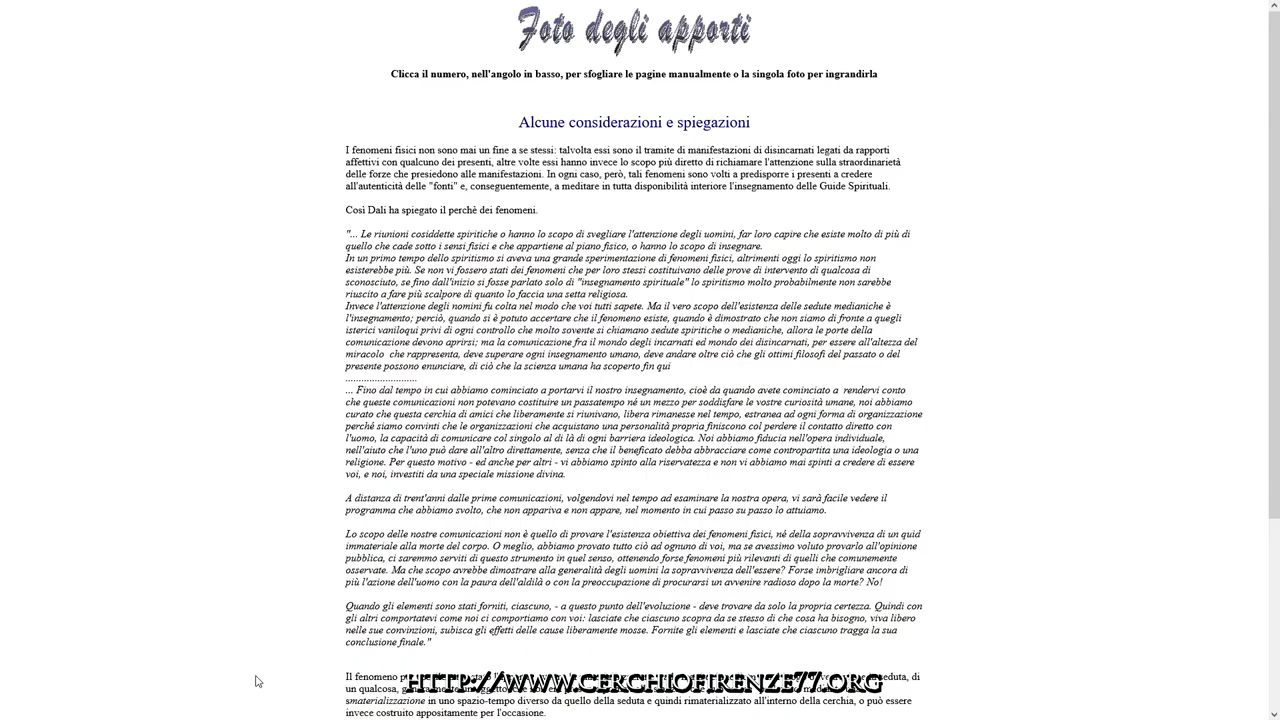 Foto degli apporti
Clicca il numero, nell'angolo in basso, per sfogliare le pagine manualmente o la singola foto per ingrandirla
Alcune considerazioni e spiegazioni
I fenomeni fisici non sono mai un fine a se stessi: talvolta essi sono il tramite di manifestazioni di disincarnati legati da rapporti
affettivi con qualcuno dei presenti, altre volte essi hanno invece lo scopo più diretto di richiamare l'attenzione sulla straordinarietà
delle forze che presiedono alle manifestazioni. In ogni caso, però, tali fenomeni sono volti a predisporre i presenti a credere
all'autenticità delle "fonti" e, conseguentemente, a meditare in tutta disponibilità interiore l'insegnamento delle Guide Spirituali.
Così Dali ha spiegato il perchè dei fenomeni.
"... Le riunioni cosiddette spiritiche o hanno lo scopo di svegliare l'attenzione degli uomini, far loro capire che esiste molto di più di
quello che cade sotto i sensi fisici e che appartiene al piano fisico, o hanno lo scopo di insegnare.
In un primo tempo dello spiritismo si aveva una grande sperimentazione di fenomeni fisici, altrimenti oggi lo spiritismo non
esisterebbe più. Se non vi fossero stati dei fenomeni che per loro stessi costituivano delle prove di intervento di qualcosa di
sconosciuto, se fino dall'inizio si fosse parlato solo di "insegnamento spirituale" lo spiritismo molto probabilmente non sarebbe
riuscito a fare più scalpore di quanto lo faccia una setta religiosa.
Invece l'attenzione degli nomini fu colta nel modo che voi tutti sapete. Ma il vero scopo dell'esistenza delle sedute medianiche è
l'insegnamento; perciò, quando si è potuto accertare che il fenomeno esiste, quando è dimostrato che non siamo di fronte a quegli
isterici vaniloqui privi di ogni controllo che molto sovente si chiamano sedute spiritiche o medianiche, allora le porte della
comunicazione devono aprirsi; ma la comunicazione fra il mondo degli incarnati ed mondo dei disincarnati, per essere all'altezza del
miracolo che rappresenta, deve superare ogni insegnamento umano, deve andare oltre ciò che gli ottimi filosofi del passato o del
presente possono enunciare, di ciò che la scienza umana ha scoperto fin qui
...........................
... Fino dal tempo in cui abbiamo cominciato a portarvi il nostro insegnamento, cioè da quando avete cominciato a rendervi conto
che queste comunicazioni non potevano costituire un passatempo né un mezzo per soddisfare le vostre curiosità umane, noi abbiamo
curato che questa cerchia di amici che liberamente si riunivano, libera rimanesse nel tempo, estranea ad ogni forma di organizzazione
perché siamo convinti che le organizzazioni che acquistano una personalità propria finiscono col perdere il contatto diretto con
l'uomo, la capacità di comunicare col singolo al di là di ogni barriera ideologica. Noi abbiamo fiducia nell'opera individuale,
nell'aiuto che l'uno può dare all'altro direttamente, senza che il beneficato debba abbracciare come contropartita una ideologia o una
religione. Per questo motivo - ed anche per altri - vi abbiamo spinto alla riservatezza e non vi abbiamo mai spinti a credere di essere
voi, e noi, investiti da una speciale missione divina.
A distanza di trent'anni dalle prime comunicazioni, volgendovi nel tempo ad esaminare la nostra opera, vi sarà facile vedere il
programma che abbiamo svolto, che non appariva e non appare, nel momento in cui passo su passo lo attuiamo.
Lo scopo delle nostre comunicazioni non è quello di provare l'esistenza obiettiva dei fenomeni fisici, né della sopravvivenza di un quid
immateriale alla morte del corpo. O meglio, abbiamo provato tutto ciò ad ognuno di voi, ma se avessimo voluto provarlo all'opinione
pubblica, ci saremmo serviti di questo strumento in quel senso, ottenendo forse fenomeni più rilevanti di quelli che comunemente
osservate. Ma che scopo avrebbe dimostrare alla generalità degli uomini la sopravvivenza dell'essere? Forse imbrigliare ancora di
più l'azione dell'uomo con la paura dell'aldilà o con la preoccupazione di procurarsi un avvenire radioso dopo la morte? No!
Quando gli elementi sono stati forniti, ciascuno, - a questo punto dell'evoluzione - deve trovare da solo la propria certezza. Quindi con
gli altri comportatevi come noi ci comportiamo con voi: lasciate che ciascuno scopra da se stesso di che cosa ha bisogno, viva libero
nelle sue convinzioni, subisca gli effetti delle cause liberamente mosse. Fornite gli elementi e lasciate che ciascuno tragga la sua
conclusione finale."
Il fenomeno seduta, di
un qualcosa,
smaterializzazione in uno spazio-tempo diverso da quello della seduta e quindi rimaterializzato all'interno della cerchia, o può essere
invece costruito appositamente per l'occasione.
HTTP://WWW.CERCHIOFIRENZE77.ORG